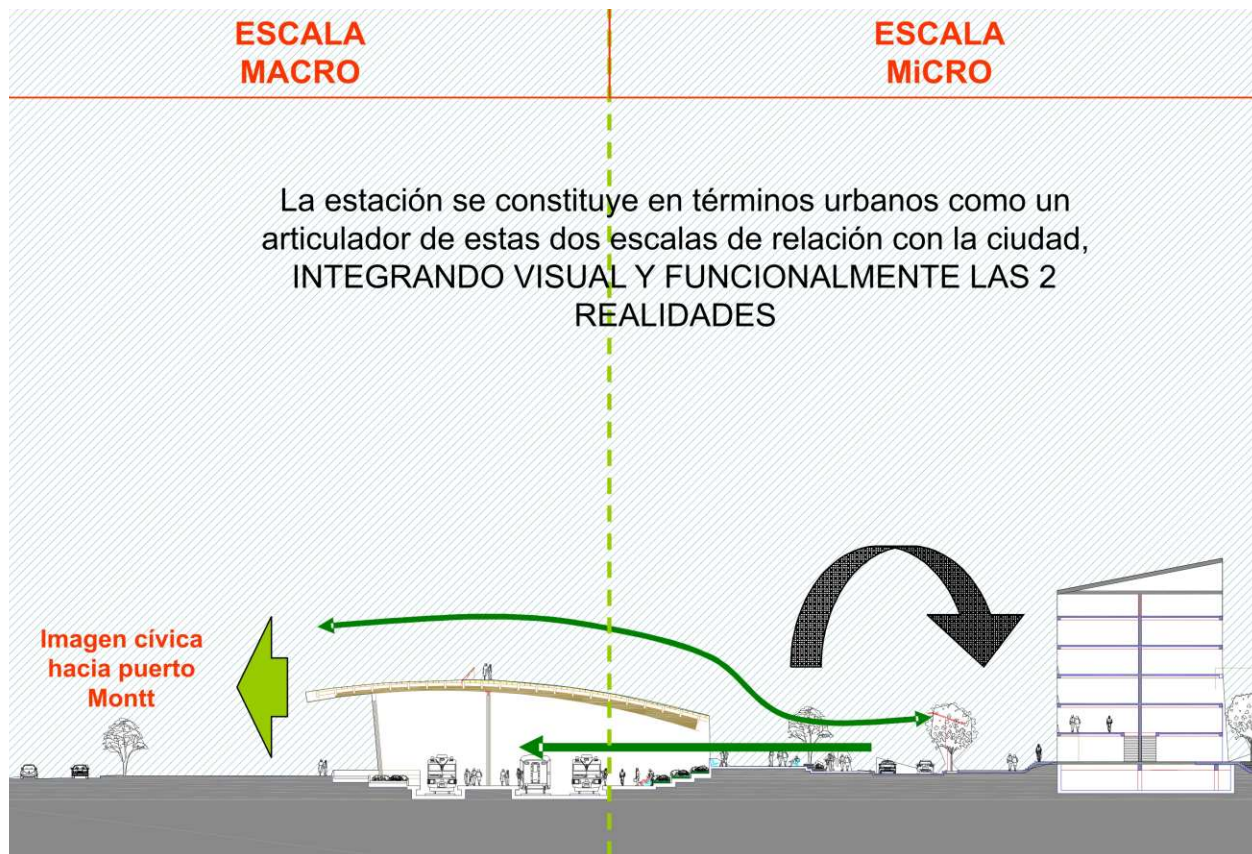 ESCALA
MACRO
ESCALA
MiCRO
La estación se constituye en términos urbanos como un
articulador de estas dos escalas de relación con la ciudad,
INTEGRANDO VISUAL Y FUNCIONALMENTE LAS 2
REALIDADES
Imagen cívica
hacia puerto
Montt